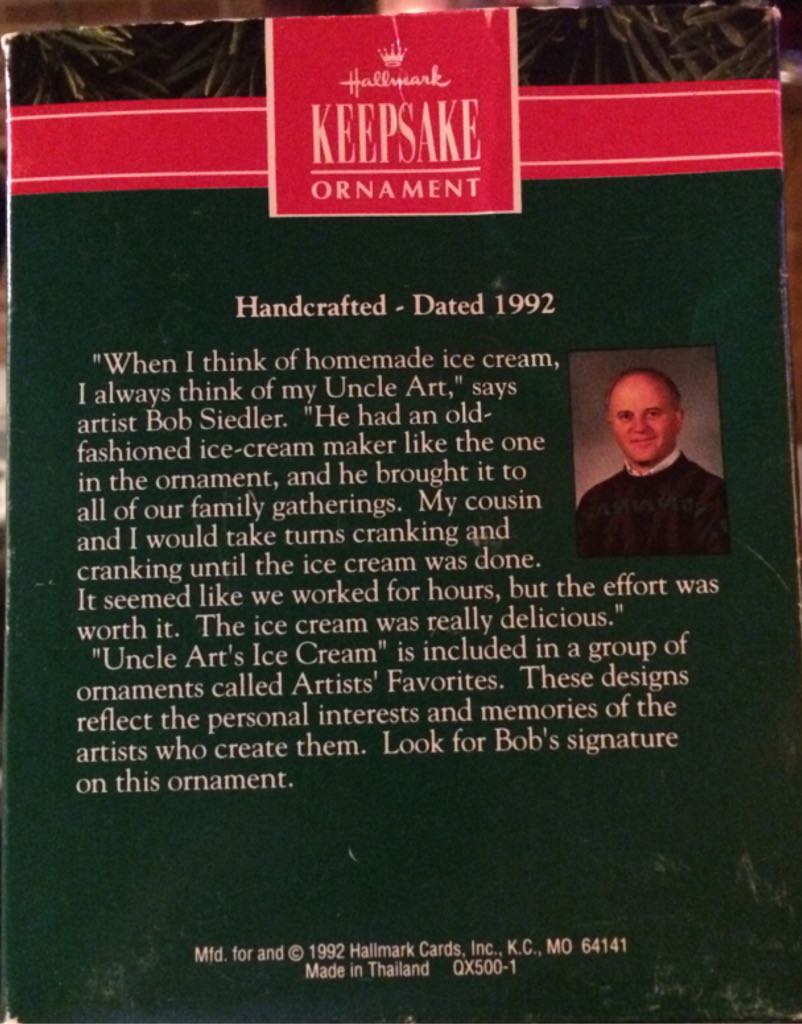 Hallmark
KEEPSAKE
ORNAMENT
Handcrafted - Dated 1992
"When I think of homemade ice cream,
I always think of my Uncle Art," says
artist Bob Siedler. "He had an old-
fashioned ice-cream maker like the one
in the ornament, and he brought it to
all of our family gatherings. My cousin
and I would take turns cranking and
cranking until the ice cream was done.
It seemed like we worked for hours, but the effort was
worth it. The ice cream was really delicious."
"Uncle Art's Ice Cream" is included in a group of
ornaments called Artists' Favorites. These designs
reflect the personal interests and memories of the
artists who create them. Look for Bob's signature
on this ornament.
Mfd. for and © 1992 Hallmark Cards, Inc., K.C., MO 64141
Made in Thailand QX500-1